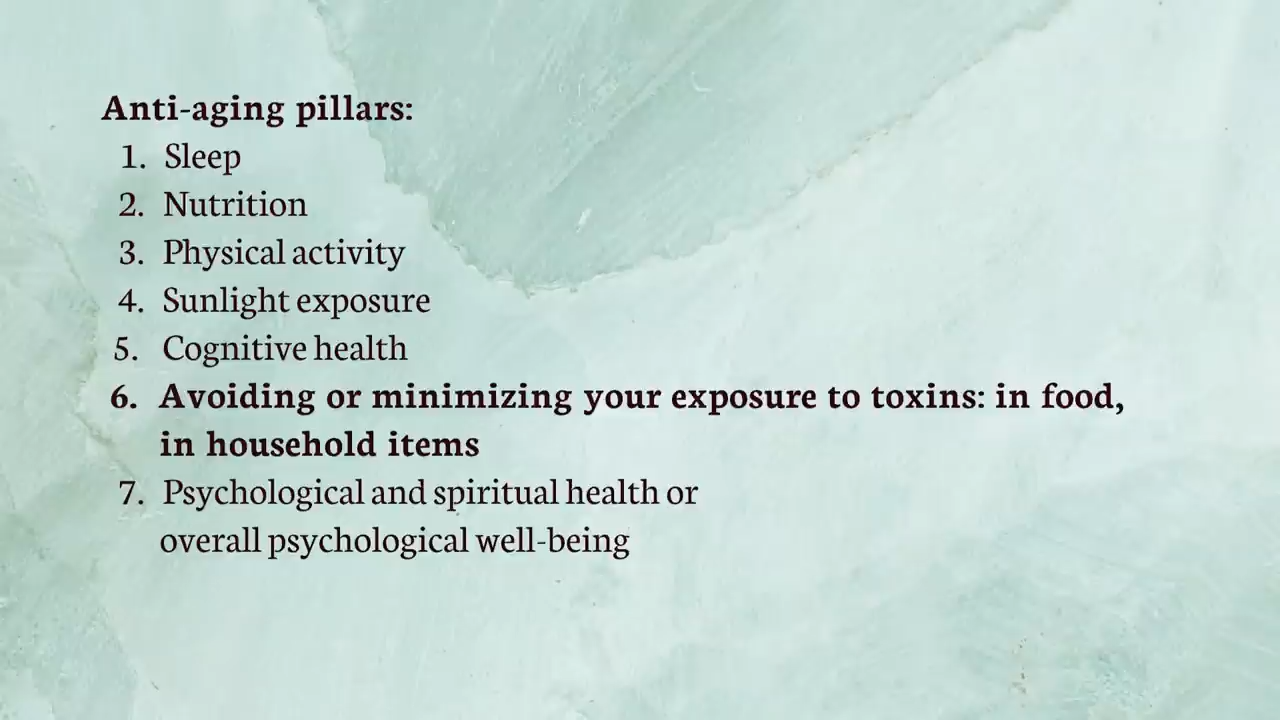 Anti-aging pillars:
1. Sleep
2. Nutrition
3. Physical activity
4. Sunlight exposure
5. Cognitive health
6. Avoiding or minimizing your exposure to toxins: in food,
in household items
7. Psychological and spiritual health or
overall psychological well-being